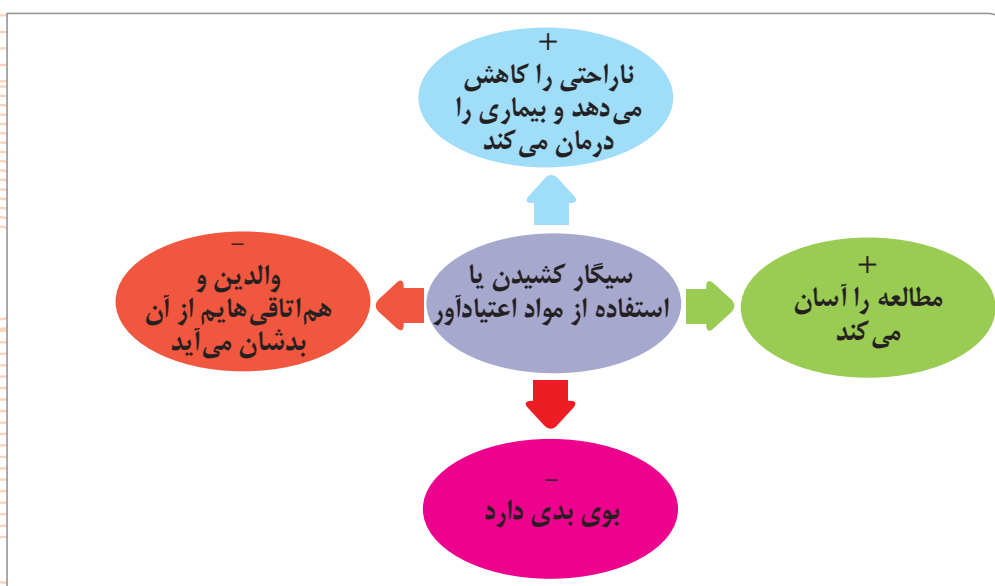 +
ناراحتی را کاهش
می‌دهد و بیماری را
درمان می‌کند
سیگار کشیدن یا
استفاده از مواد اعتیادآور
+
مطالعه را آسان
می‌کند
–
والدین و
هم‌اتاقی‌هایم از آن
بدشان می‌آید
–
بوی بدی دارد